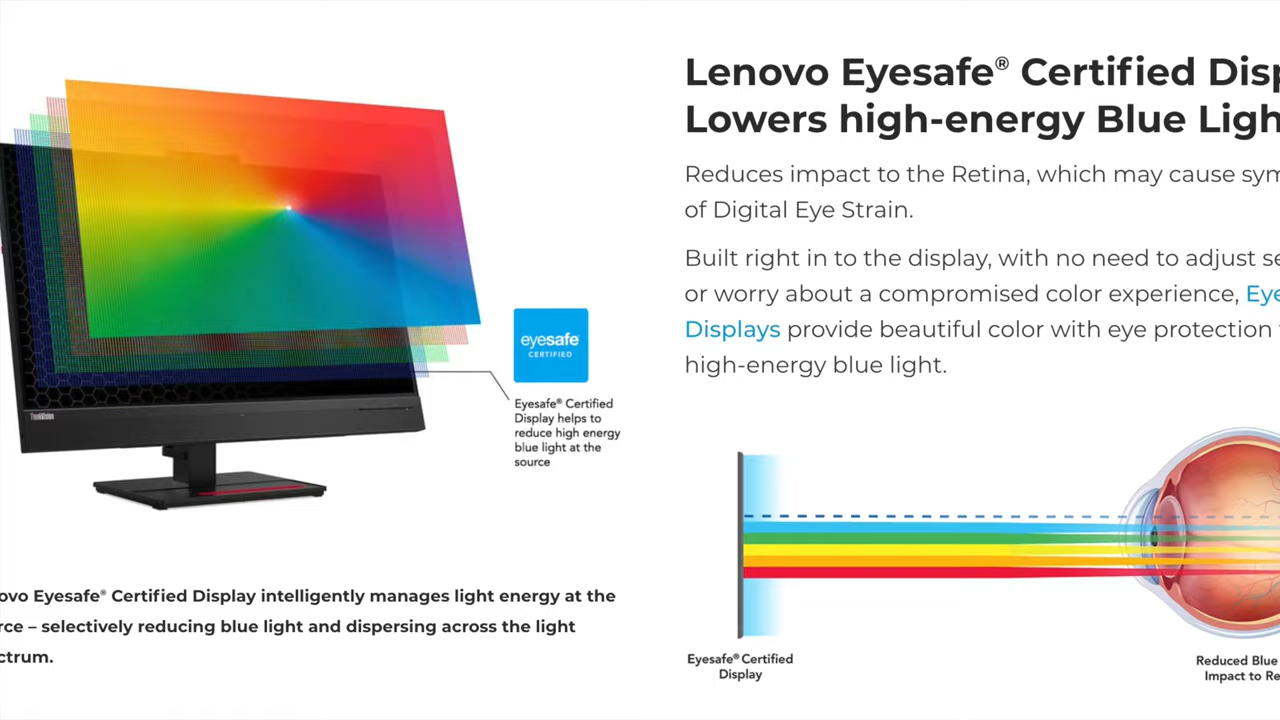 ThinkVision
eyesafe®
CERTIFIED
Eyesafe® Certified
Display helps to
reduce high energy
blue light at the
source
ovo Eyesafe® Certified Display intelligently manages light energy at the
rce – selectively reducing blue light and dispersing across the light
ctrum.
Lenovo Eyesafe® Certified Disp
Lowers high-energy Blue Ligh
Reduces impact to the Retina, which may cause sym
of Digital Eye Strain.
Built right in to the display, with no need to adjust se
or worry about a compromised color experience, Eye
Displays provide beautiful color with eye protection
high-energy blue light.
Eyesafe® Certified
Display
Reduced Blue
Impact to Re